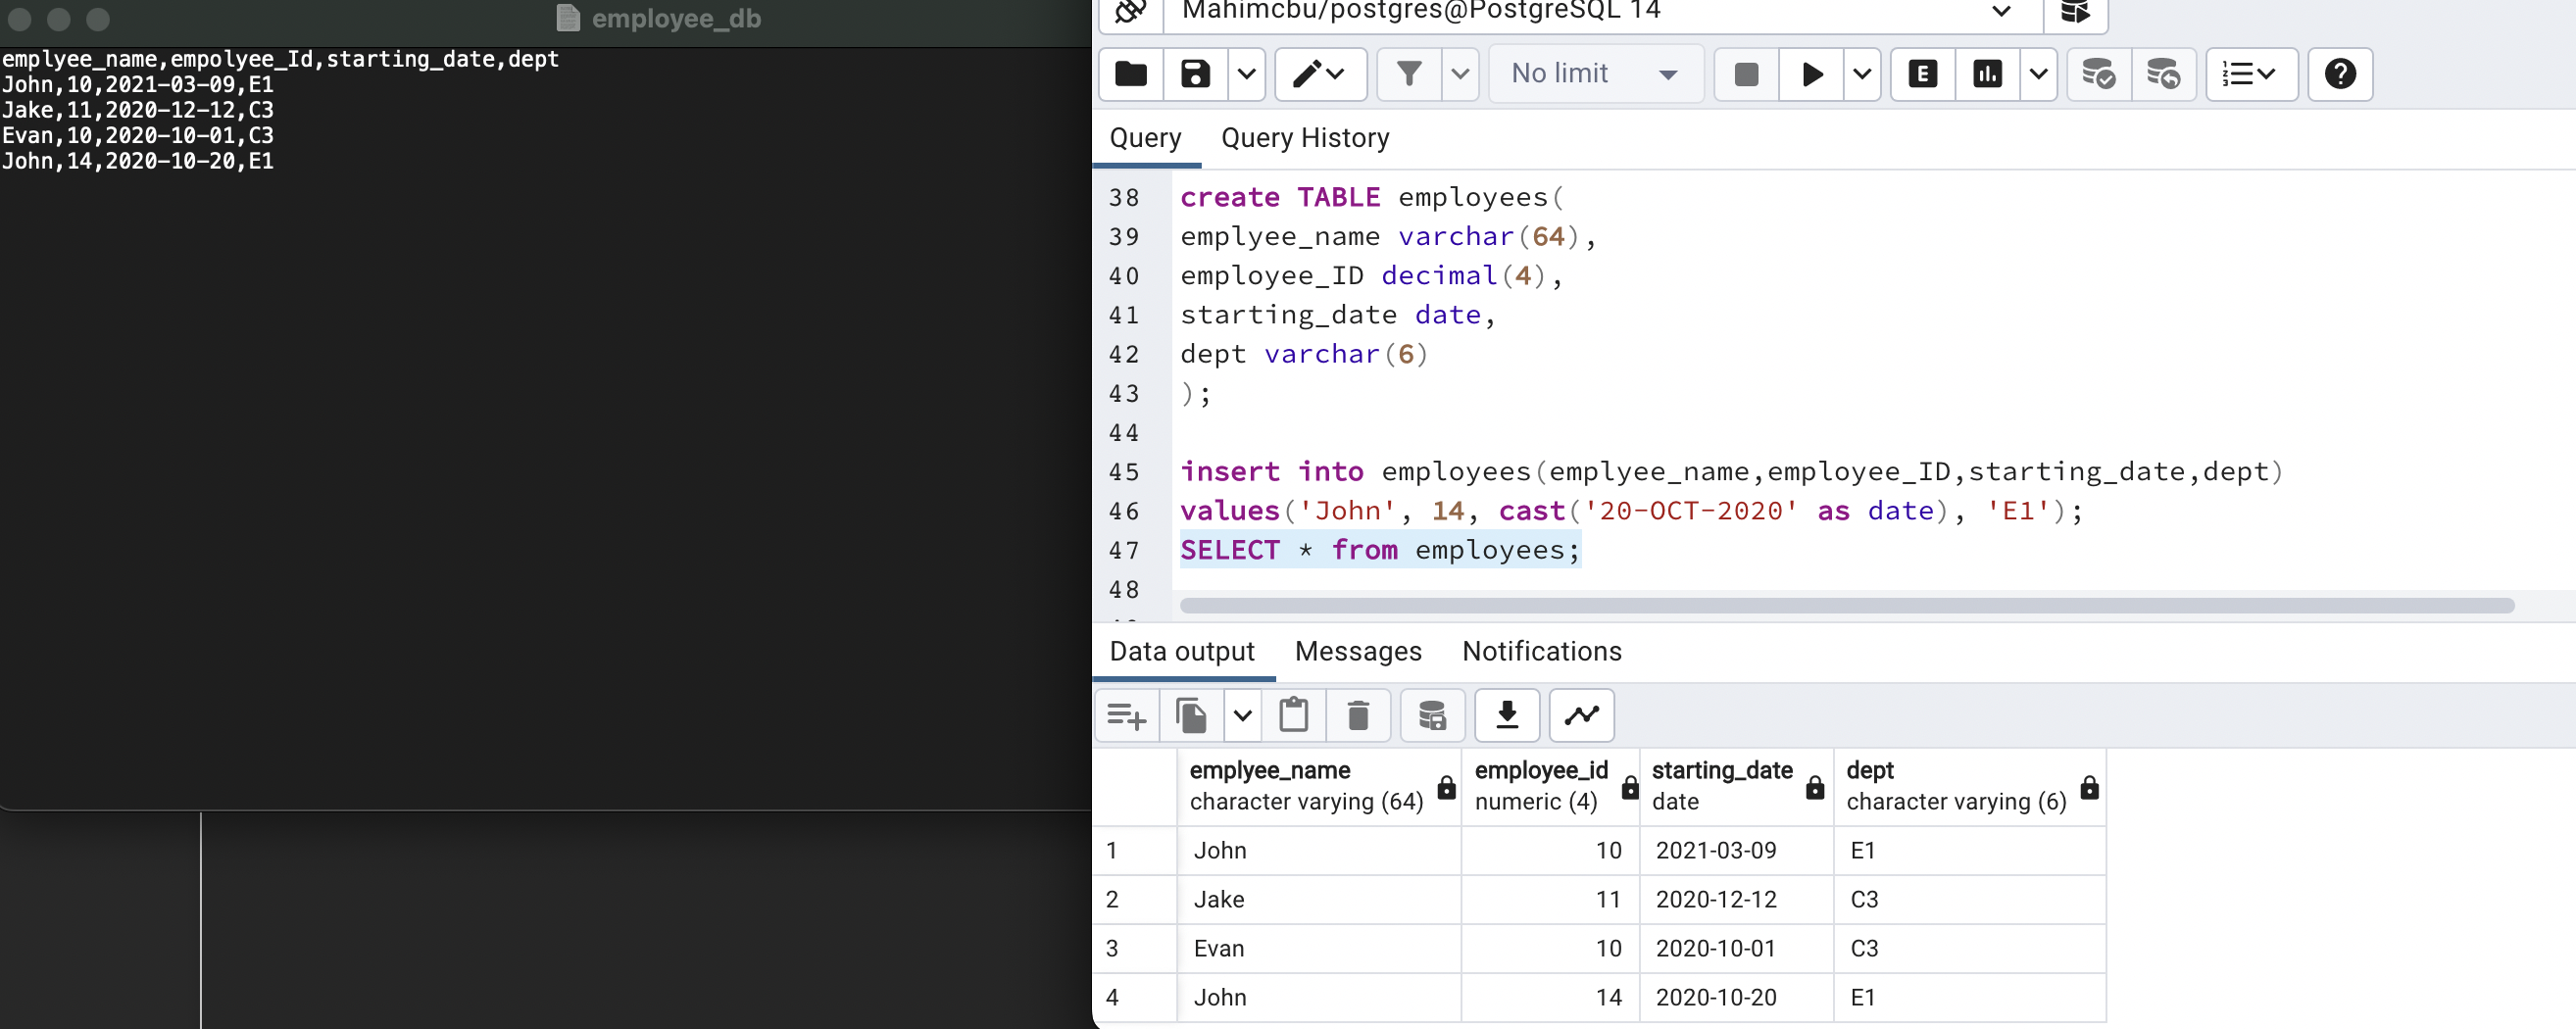 employee_db
emplyee_name,empolyee_Id,starting_date,dept
John,10,2021-03-09,E1
Jake,11,2020-12-12,C3
Evan,10,2020-10-01,C3
John,14,2020-10-20,E1
Mahimcbu/postgres@PostgreSQL 14
No limit
E
Query Query History
38 create TABLE employees(
39 emplyee_name varchar(64),
40 employee_ID decimal(4),
41 starting_date date,
42 dept varchar(6)
43 );
44
45 insert into employees(emplyee_name,employee_ID,starting_date,dept)
46 values('John', 14, cast('20-OCT-2020' as date), 'E1');
47 SELECT * from employees;
48
Data output Messages Notifications
emplyee_name employee_id starting_date dept
character varying (64) numeric (4) date character varying (6)
1 John 10 2021-03-09 E1
2 Jake 11 2020-12-12 C3
3 Evan 10 2020-10-01 C3
4 John 14 2020-10-20 E1